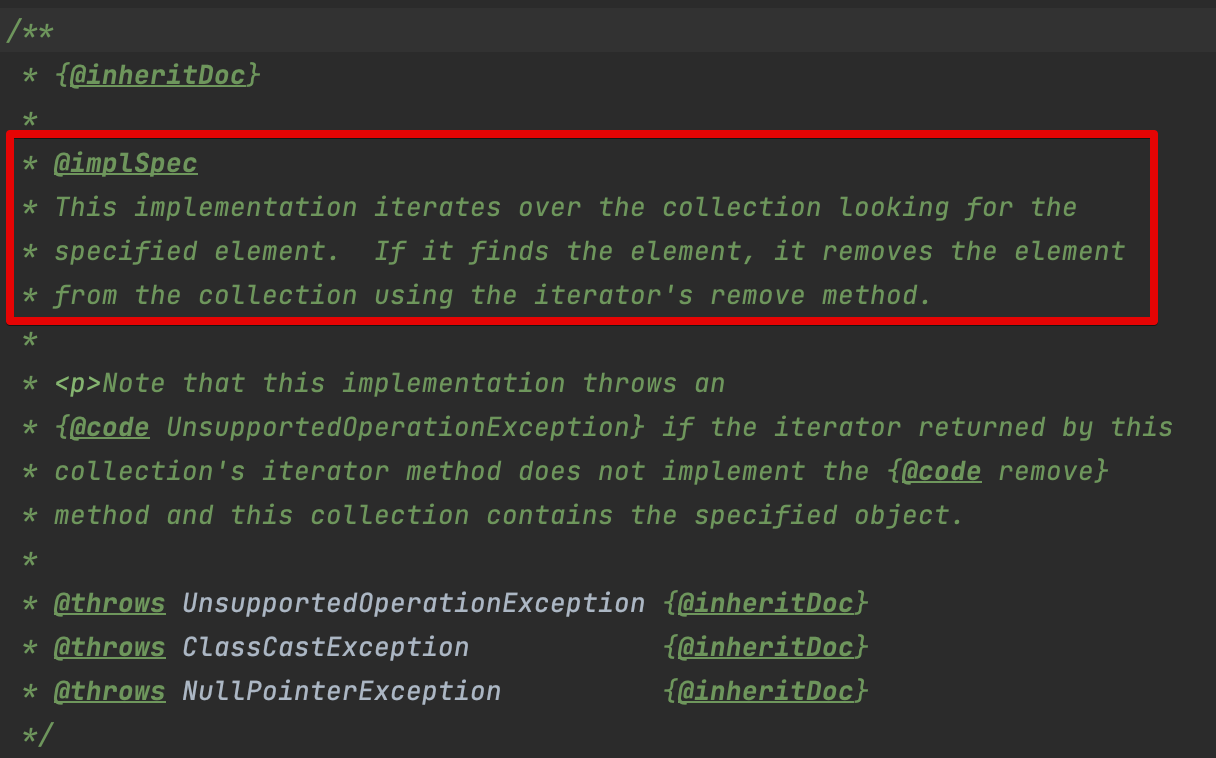 /**
 * {@inheritDoc}
 *
 * @implSpec
 * This implementation iterates over the collection looking for the
 * specified element.  If it finds the element, it removes the element
 * from the collection using the iterator's remove method.
 *
 * <p>Note that this implementation throws an
 * {@code UnsupportedOperationException} if the iterator returned by this
 * collection's iterator method does not implement the {@code remove}
 * method and this collection contains the specified object.
 *
 * @throws UnsupportedOperationException {@inheritDoc}
 * @throws ClassCastException            {@inheritDoc}
 * @throws NullPointerException          {@inheritDoc}
 */